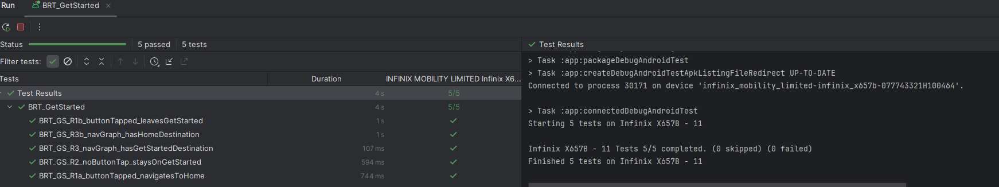 Run BRT_GetStarted
Status 5 passed 5 tests
Filter tests:
Tests Duration INFINIX MOBILITY LIMITED Infinix X6...
Test Results 4 s 5/5
BRT_GetStarted 4 s 5/5
BRT_GS_R1b_buttonTapped_leavesGetStarted 1 s
BRT_GS_R3b_navGraph_hasHomeDestination 1 s
BRT_GS_R3_navGraph_hasGetStartedDestination 107 ms
BRT_GS_R2_noButtonTap_staysOnGetStarted 594 ms
BRT_GS_R1a_buttonTapped_navigatesToHome 744 ms
Test Results
> Task :app:packageDebugAndroidTest
> Task :app:createDebugAndroidTestApkListingFileRedirect UP-TO-DATE
Connected to process 30171 on device 'infinix_mobility_limited-infinix_x657b-077743321H100464'.
> Task :app:connectedDebugAndroidTest
Starting 5 tests on Infinix X657B - 11
Infinix X657B - 11 Tests 5/5 completed. (0 skipped) (0 failed)
Finished 5 tests on Infinix X657B - 11